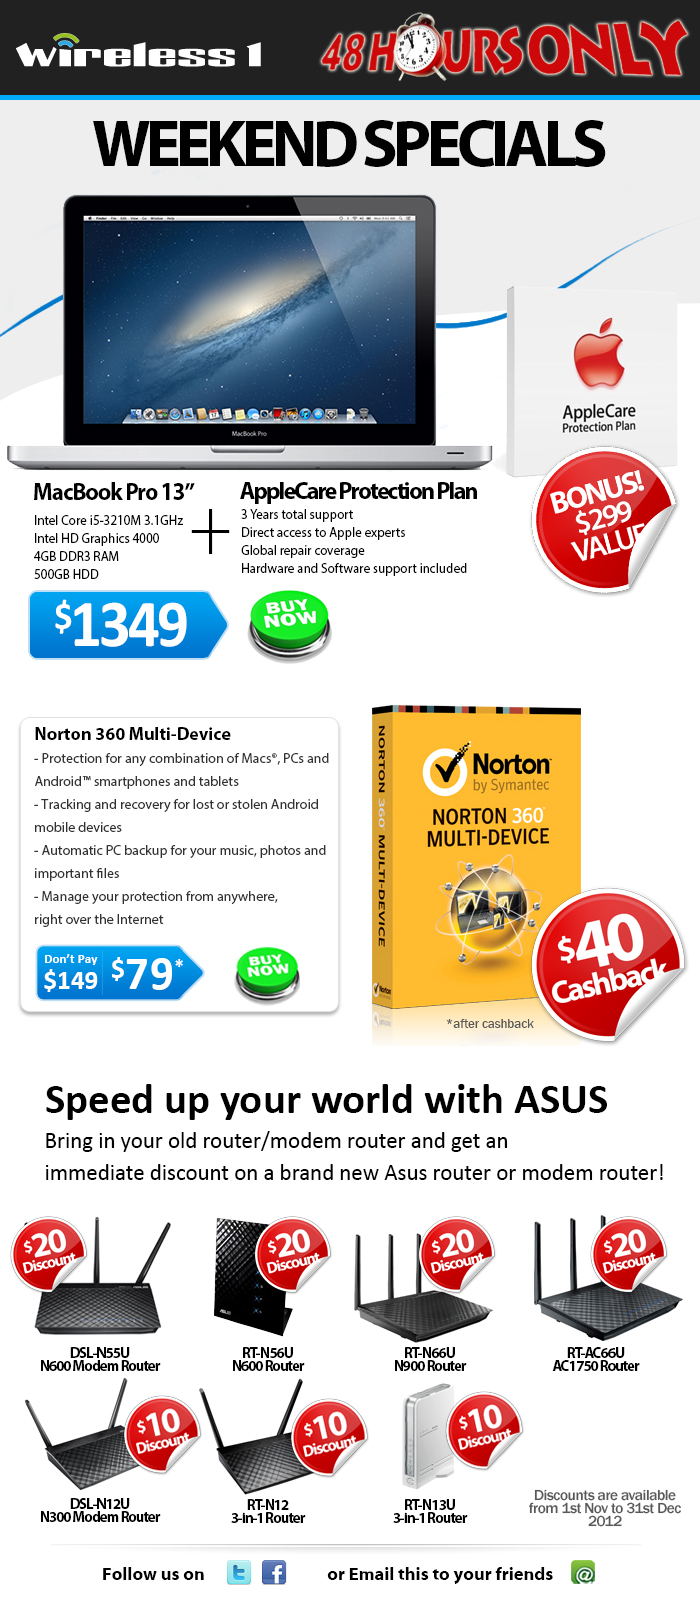 wireless 1
48 HOURS ONLY
WEEKEND SPECIALS
MacBook Pro
AppleCare
Protection Plan
BONUS!
$299
VALUE
MacBook Pro 13”
Intel Core i5-3210M 3.1GHz
Intel HD Graphics 4000
4GB DDR3 RAM
500GB HDD
+
AppleCare Protection Plan
3 Years total support
Direct access to Apple experts
Global repair coverage
Hardware and Software support included
$1349
BUY
NOW
Norton 360 Multi-Device
- Protection for any combination of Macs®, PCs and
Android™ smartphones and tablets
- Tracking and recovery for lost or stolen Android
mobile devices
- Automatic PC backup for your music, photos and
important files
- Manage your protection from anywhere,
right over the Internet
Don't Pay
$149
$79*
BUY
NOW
NORTON 360 MULTI-DEVICE
Norton
Norton
by Symantec
NORTON 360
MULTI-DEVICE
$40
Cashback
*after cashback
Speed up your world with ASUS
Bring in your old router/modem router and get an
immediate discount on a brand new Asus router or modem router!
$20
Discount
DSL-N55U
N600 Modem Router
$20
Discount
RT-N56U
N600 Router
$20
Discount
RT-N66U
N900 Router
$20
Discount
RT-AC66U
AC1750 Router
$10
Discount
DSL-N12U
N300 Modem Router
$10
Discount
RT-N12
3-in-1 Router
$10
Discount
RT-N13U
3-in-1 Router
Discounts are available
from 1st Nov to 31st Dec
2012
Follow us on
or Email this to your friends